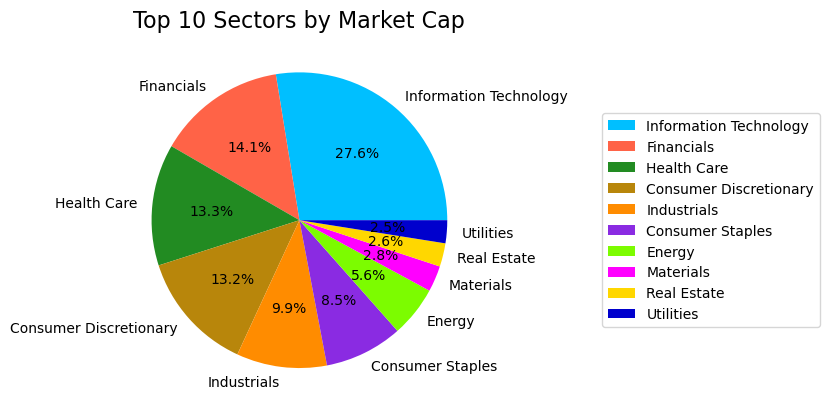 Top 10 Sectors by Market Cap
Information Technology
Financials
Health Care
Consumer Discretionary
Industrials
Consumer Staples
Energy
Materials
Real Estate
Utilities
27.6%
14.1%
13.3%
13.2%
9.9%
8.5%
5.6%
2.8%
2.6%
2.5%
Information Technology
Financials
Health Care
Consumer Discretionary
Industrials
Consumer Staples
Energy
Materials
Real Estate
Utilities